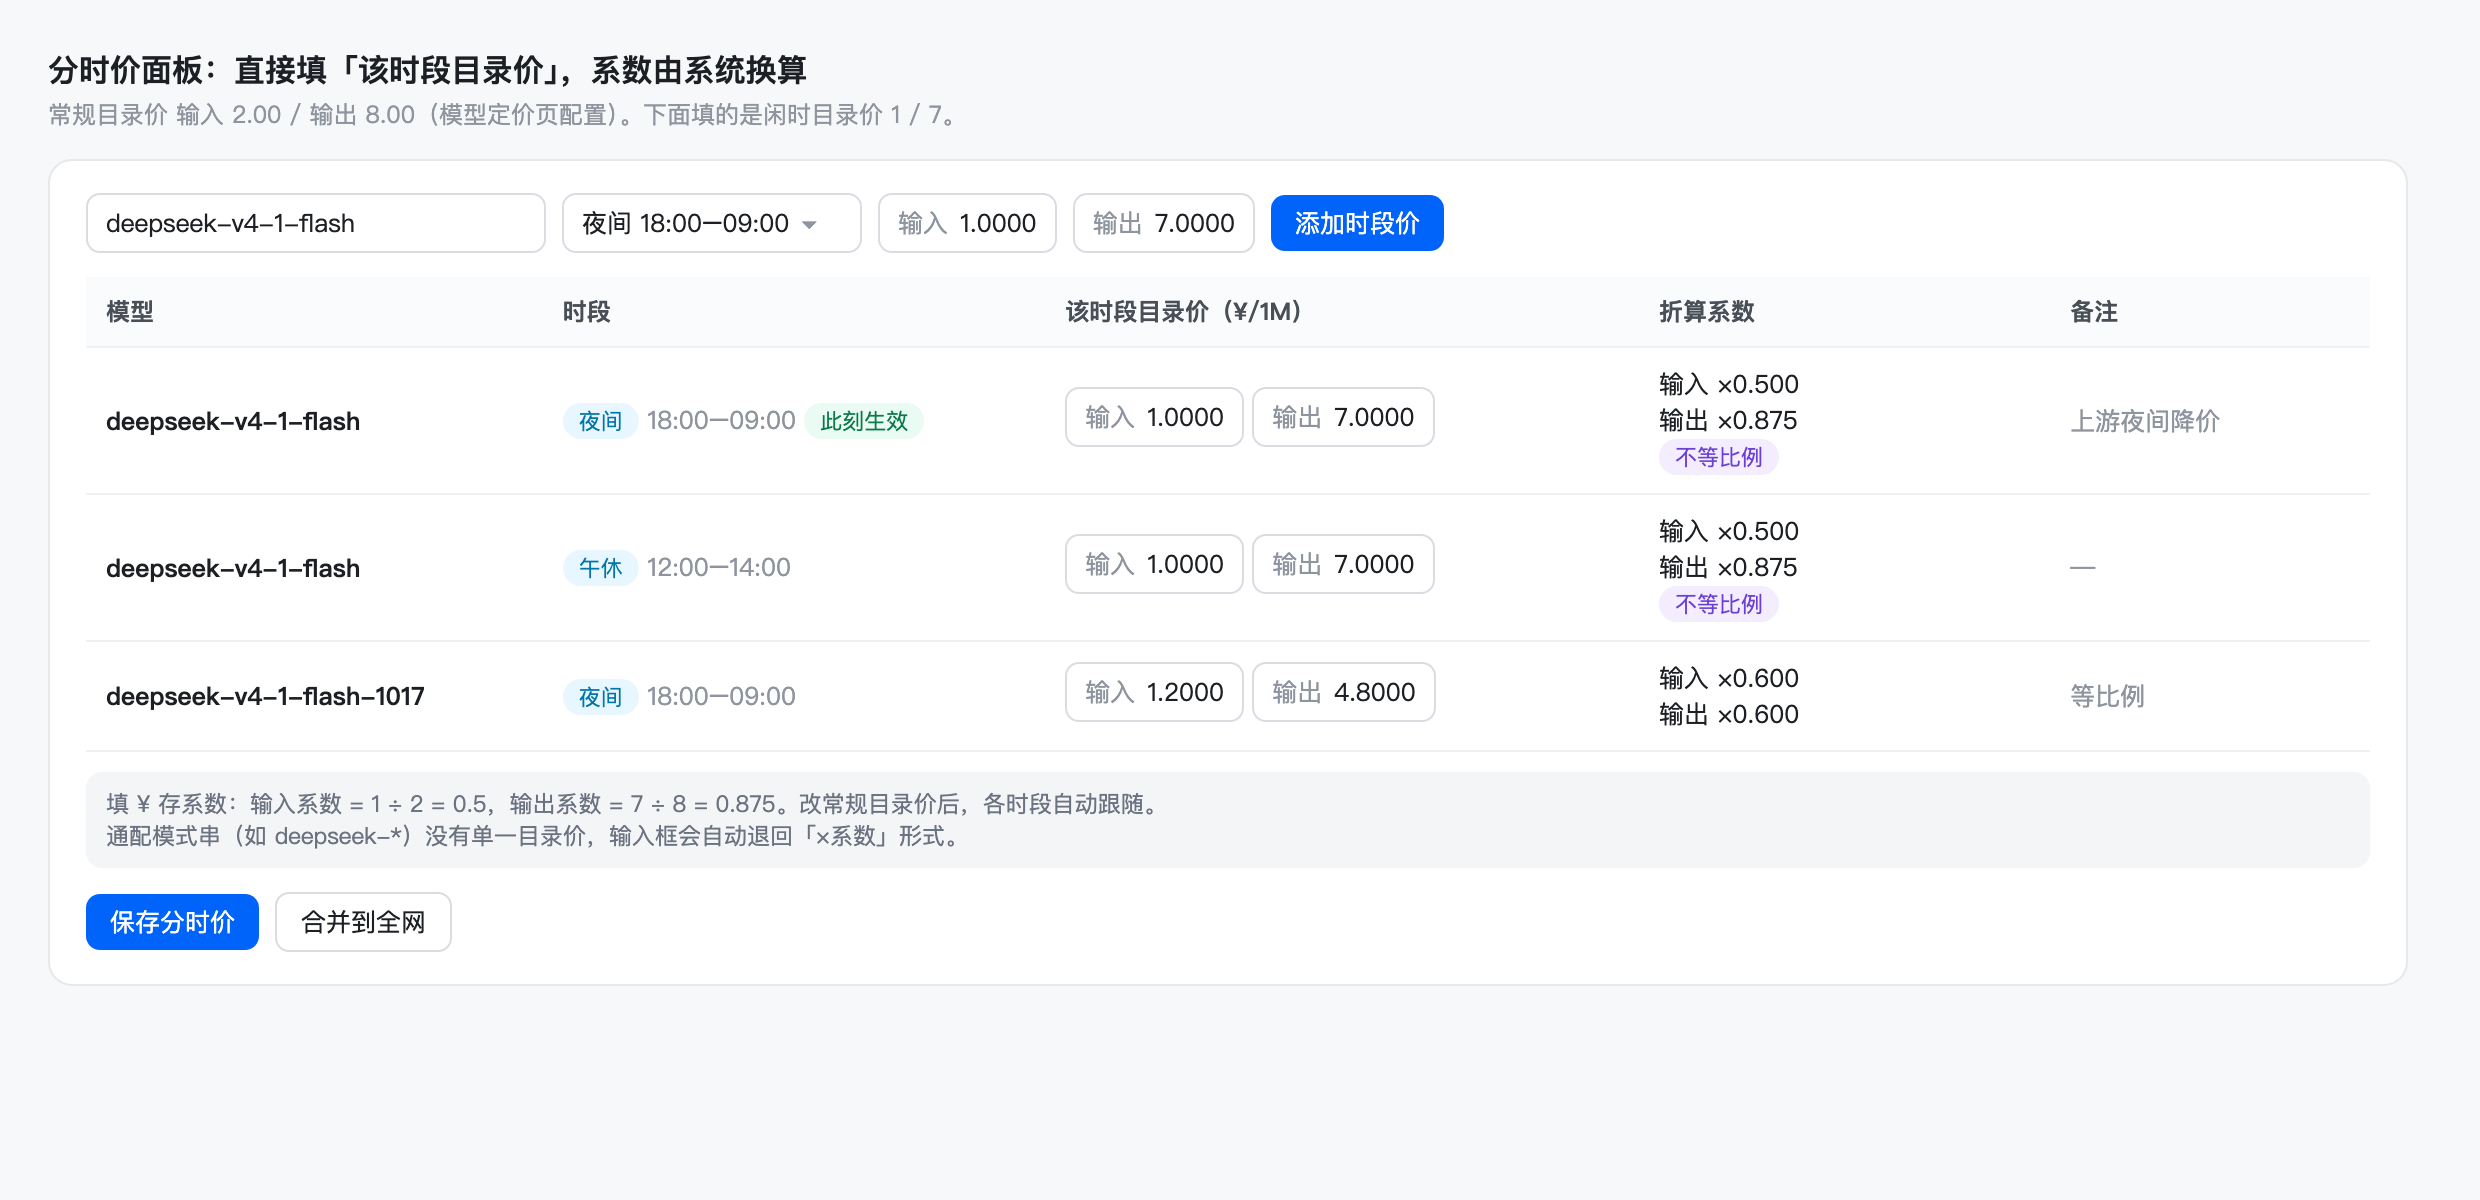 分时价面板：直接填「该时段目录价」，系数由系统换算
常规目录价 输入 2.00 / 输出 8.00（模型定价页配置）。下面填的是闲时目录价 1 / 7。
deepseek-v4-1-flash 夜间 18:00—09:00 输入 1.0000 输出 7.0000 添加时段价
模型 时段 该时段目录价（¥/1M） 折算系数 备注
deepseek-v4-1-flash 夜间 18:00—09:00 此刻生效 输入 1.0000 输出 7.0000 输入 ×0.500
输出 ×0.875
不等比例
上游夜间降价
deepseek-v4-1-flash 午休 12:00—14:00 输入 1.0000 输出 7.0000 输入 ×0.500
输出 ×0.875
不等比例
—
deepseek-v4-1-flash-1017 夜间 18:00—09:00 输入 1.2000 输出 4.8000 输入 ×0.600
输出 ×0.600
等比例
填 ¥ 存系数：输入系数 = 1 ÷ 2 = 0.5，输出系数 = 7 ÷ 8 = 0.875。改常规目录价后，各时段自动跟随。
通配模式串（如 deepseek-*）没有单一目录价，输入框会自动退回「×系数」形式。
保存分时价 合并到全网